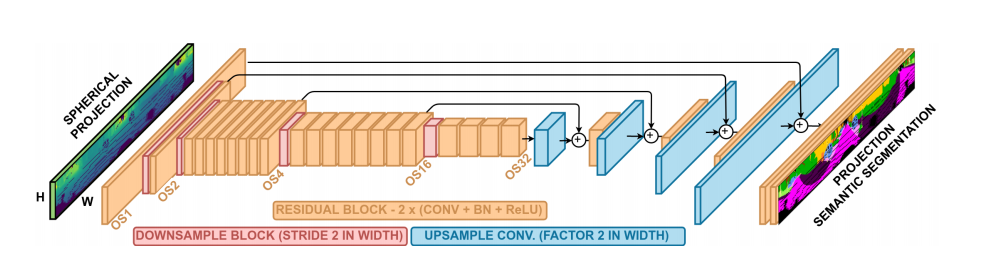 SPHERICAL
PROJECTION
H
W
OS1
OS2
OS4
OS16
OS32
+
+
+
+
PROJECTION
SEMANTIC SEGMENTATION
RESIDUAL BLOCK - 2 x (CONV + BN + ReLU)
DOWNSAMPLE BLOCK (STRIDE 2 IN WIDTH)
UPSAMPLE CONV. (FACTOR 2 IN WIDTH)